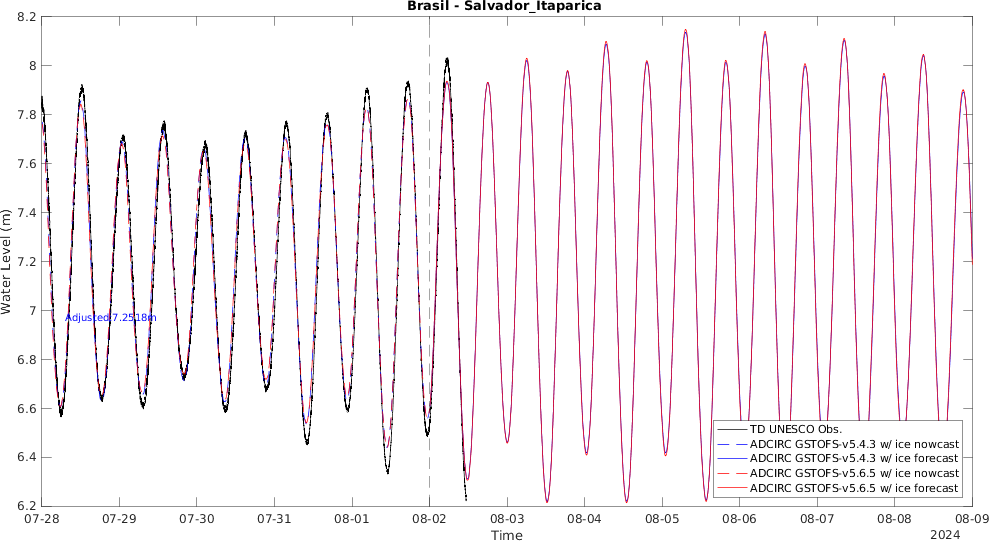 Brasil - Salvador_Itaparica
Water Level (m)
8.2
8
7.8
7.6
7.4
7.2
7
6.8
6.6
6.4
6.2
Adjusted 7.2518m
TD UNESCO Obs.
ADCIRC GSTOFS-v5.4.3 w/ ice nowcast
ADCIRC GSTOFS-v5.4.3 w/ ice forecast
ADCIRC GSTOFS-v5.6.5 w/ ice nowcast
ADCIRC GSTOFS-v5.6.5 w/ ice forecast
07-28 07-29 07-30 07-31 08-01 08-02 08-03 08-04 08-05 08-06 08-07 08-08 08-09
Time
2024